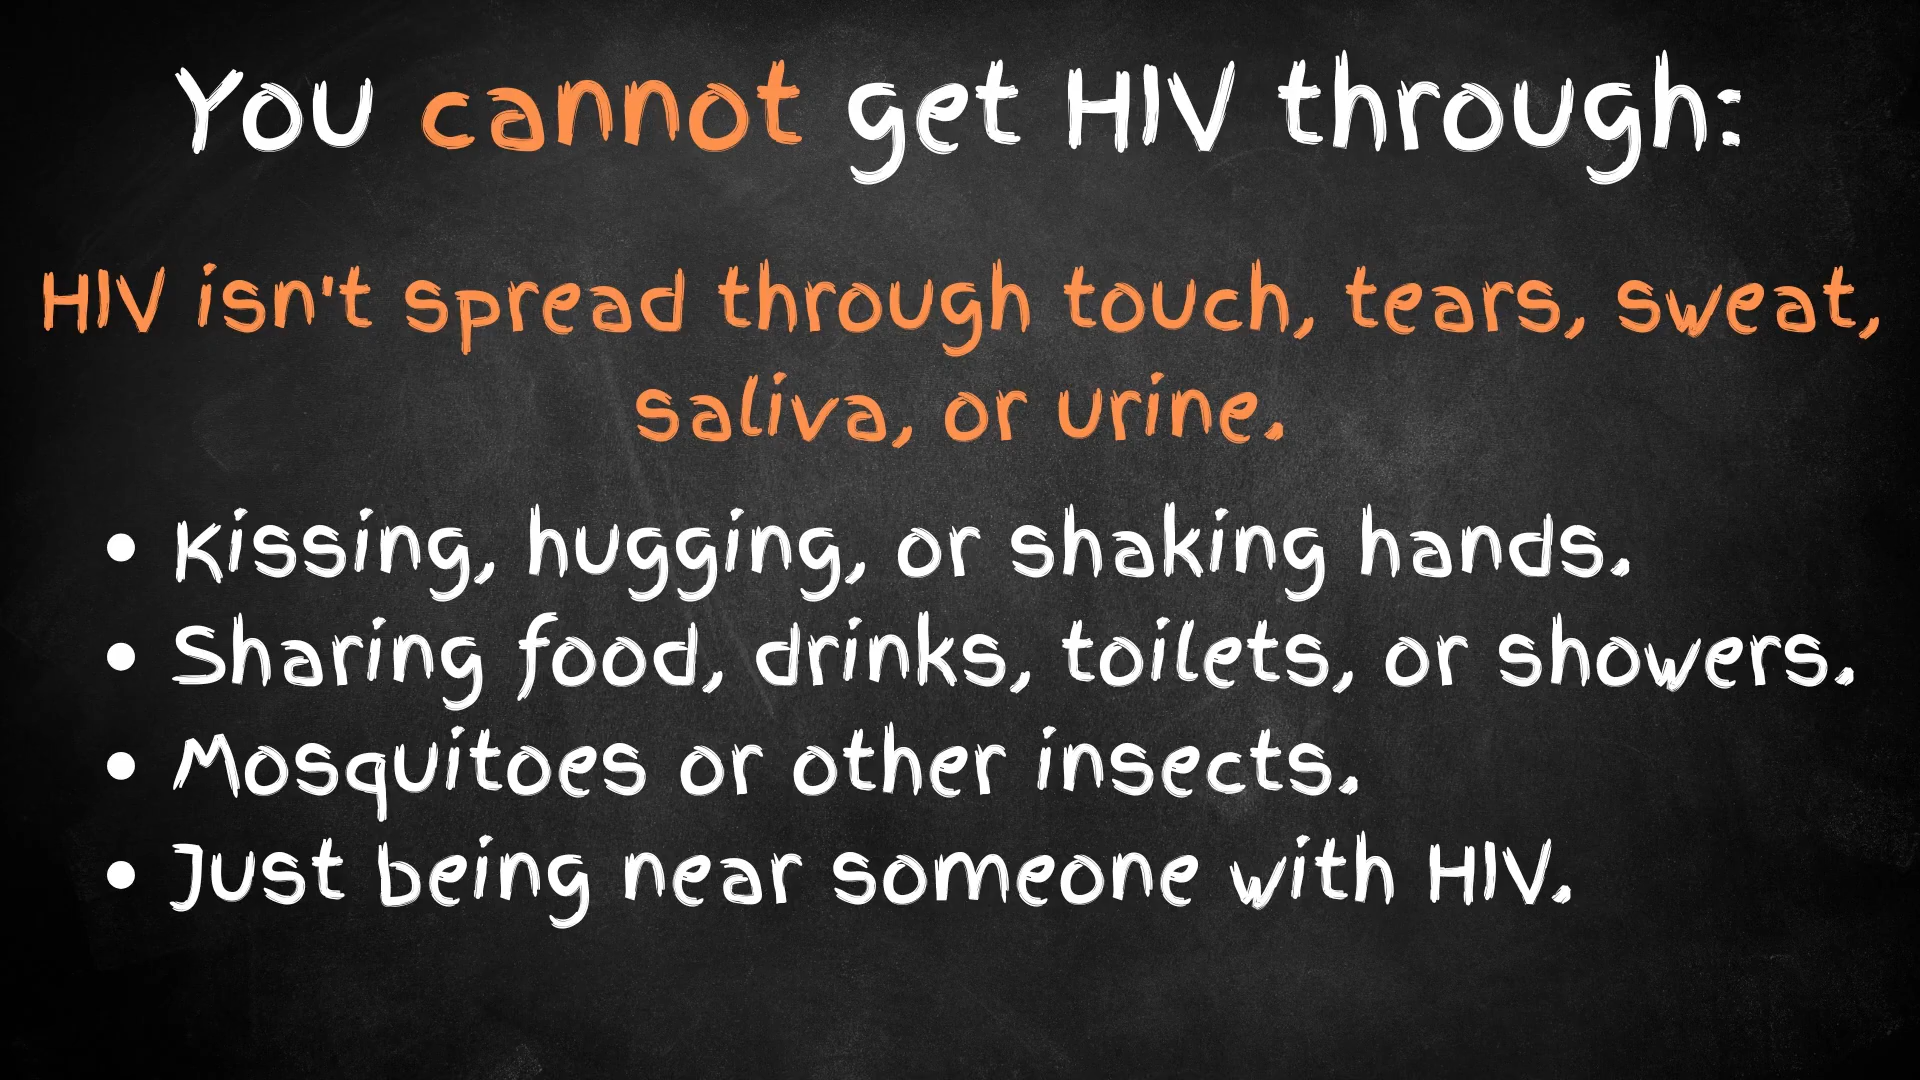 You cannot get HIV through:
HIV isn't spread through touch, tears, sweat,
saliva, or urine.
• Kissing, hugging, or shaking hands.
• Sharing food, drinks, toilets, or showers.
• Mosquitoes or other insects.
• Just being near someone with HIV.